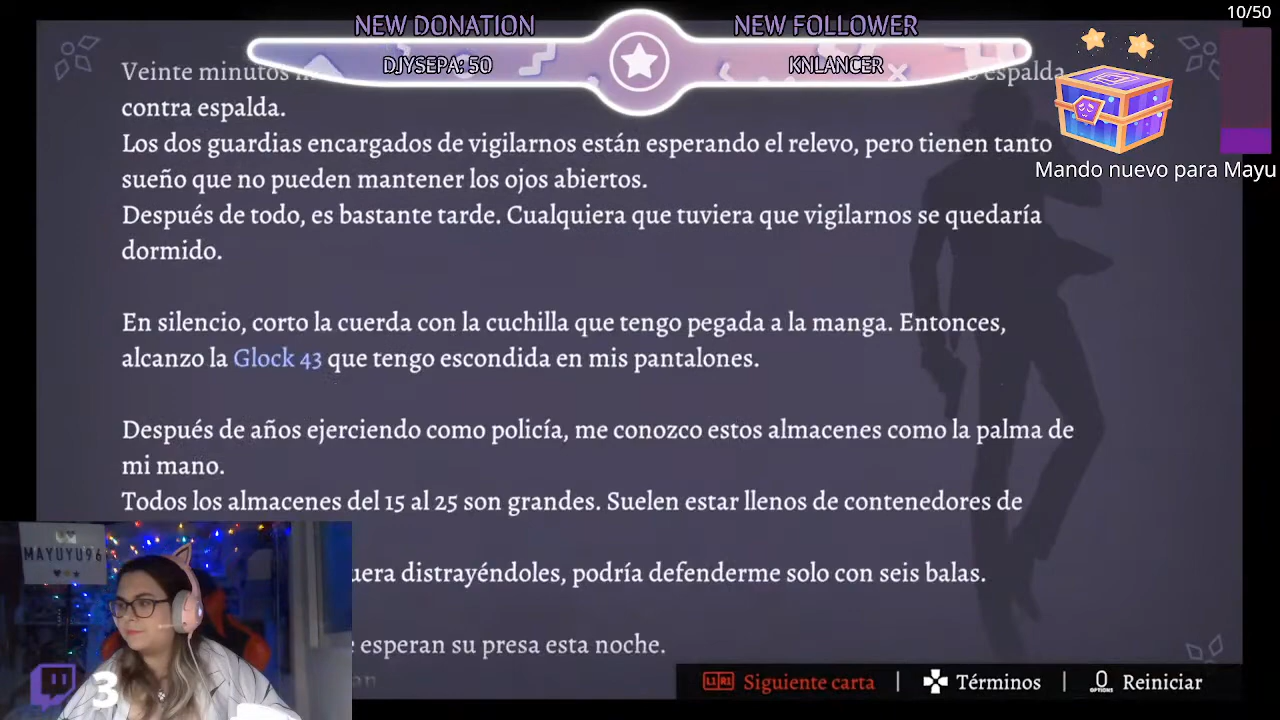 10/50
NEW DONATION
NEW FOLLOWER
DJYSEPA: 50
KNLANCER
Veinte minutos espalda
contra espalda.
Los dos guardias encargados de vigilarnos están esperando el relevo, pero tienen tanto
sueño que no pueden mantener los ojos abiertos.
Mando nuevo para Mayu
Después de todo, es bastante tarde. Cualquiera que tuviera que vigilarnos se quedaría
dormido.
En silencio, corto la cuerda con la cuchilla que tengo pegada a la manga. Entonces,
alcanzo la Glock 43 que tengo escondida en mis pantalones.
Después de años ejerciendo como policía, me conozco estos almacenes como la palma de
mi mano.
Todos los almacenes del 15 al 25 son grandes. Suelen estar llenos de contenedores de
uera distrayéndoles, podría defenderme solo con seis balas.
esperan su presa esta noche.
MAYUYU96
3
L1 R1 Siguiente carta | Términos | OPTIONS Reiniciar